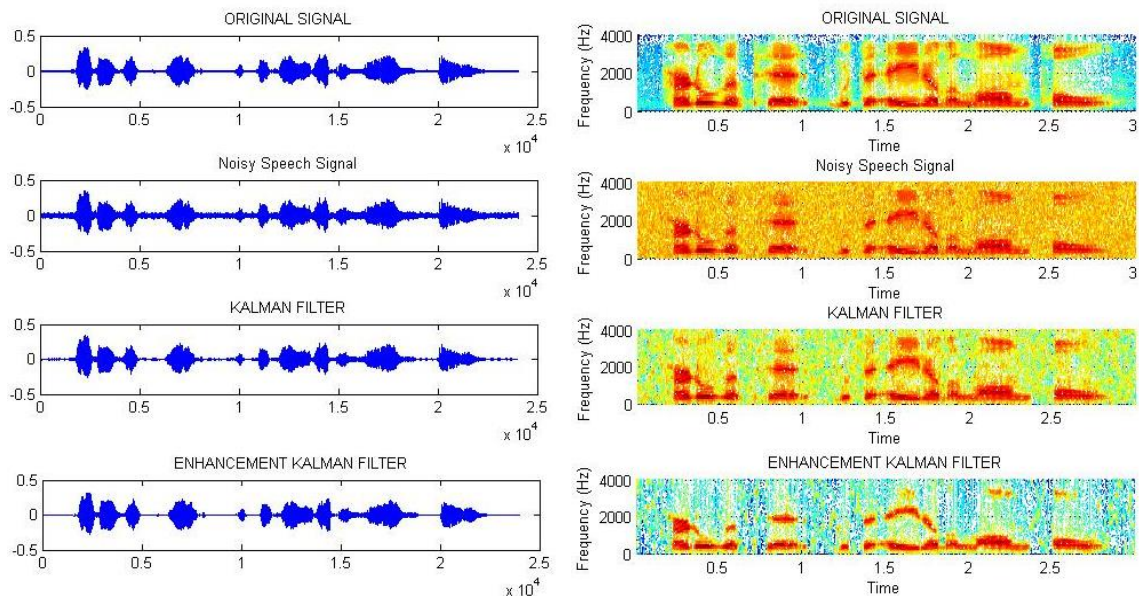 ORIGINAL SIGNAL
0.5
0
-0.5
0 0.5 1 1.5 2 2.5
x 10^4
Noisy Speech Signal
0.5
0
-0.5
0 0.5 1 1.5 2 2.5
x 10^4
KALMAN FILTER
0.5
0
-0.5
0 0.5 1 1.5 2 2.5
x 10^4
ENHANCEMENT KALMAN FILTER
0.5
0
-0.5
0 0.5 1 1.5 2 2.5
x 10^4
ORIGINAL SIGNAL
Frequency (Hz)
4000
2000
0
0.5 1 1.5 2 2.5 3
Time
Noisy Speech Signal
Frequency (Hz)
4000
2000
0
0.5 1 1.5 2 2.5 3
Time
KALMAN FILTER
Frequency (Hz)
4000
2000
0
0.5 1 1.5 2 2.5
Time
ENHANCEMENT KALMAN FILTER
Frequency (Hz)
4000
2000
0
0.5 1 1.5 2 2.5
Time